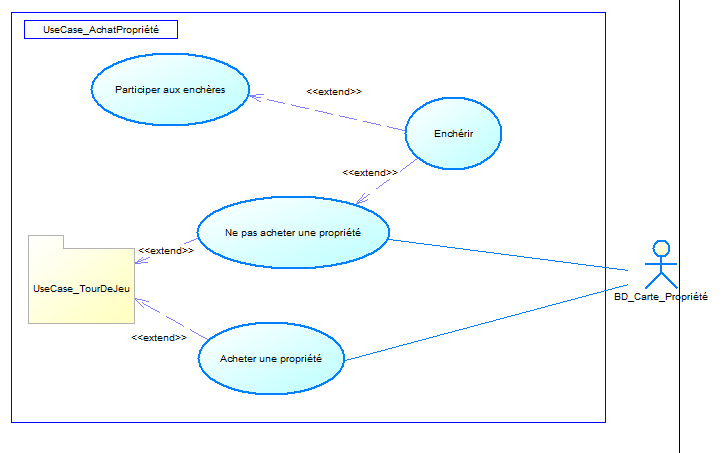 UseCase_AchatPropriété
Participer aux enchères
<<extend>>
Enchérir
<<extend>>
Ne pas acheter une propriété
<<extend>>
UseCase_TourDeJeu
BD_Carte_Propriété
<<extend>>
Acheter une propriété